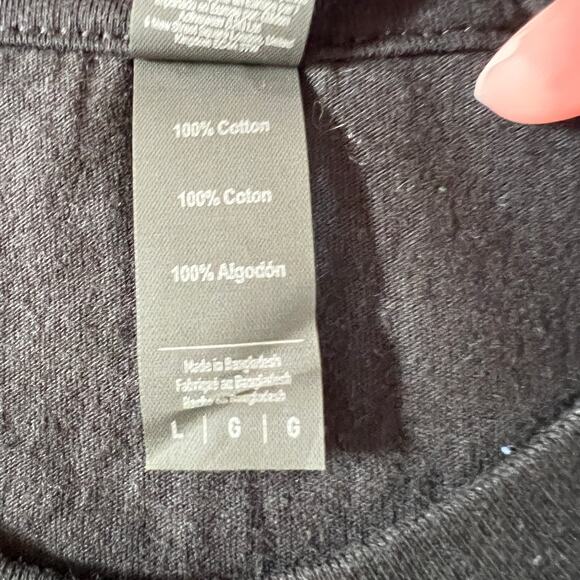 100% Cotton
100% Coton
100% Algodón
Made in Bangladesh
Fabriqué au Bangladesh
Hecho en Bangladesh
L | G | G